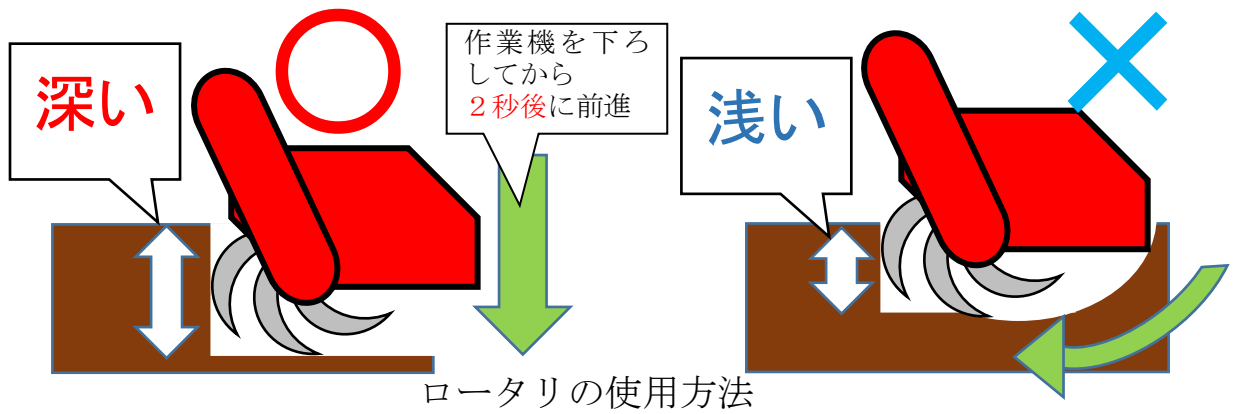 深い
作業機を下ろ
してから
２秒後に前進
浅い
ロータリの使用方法